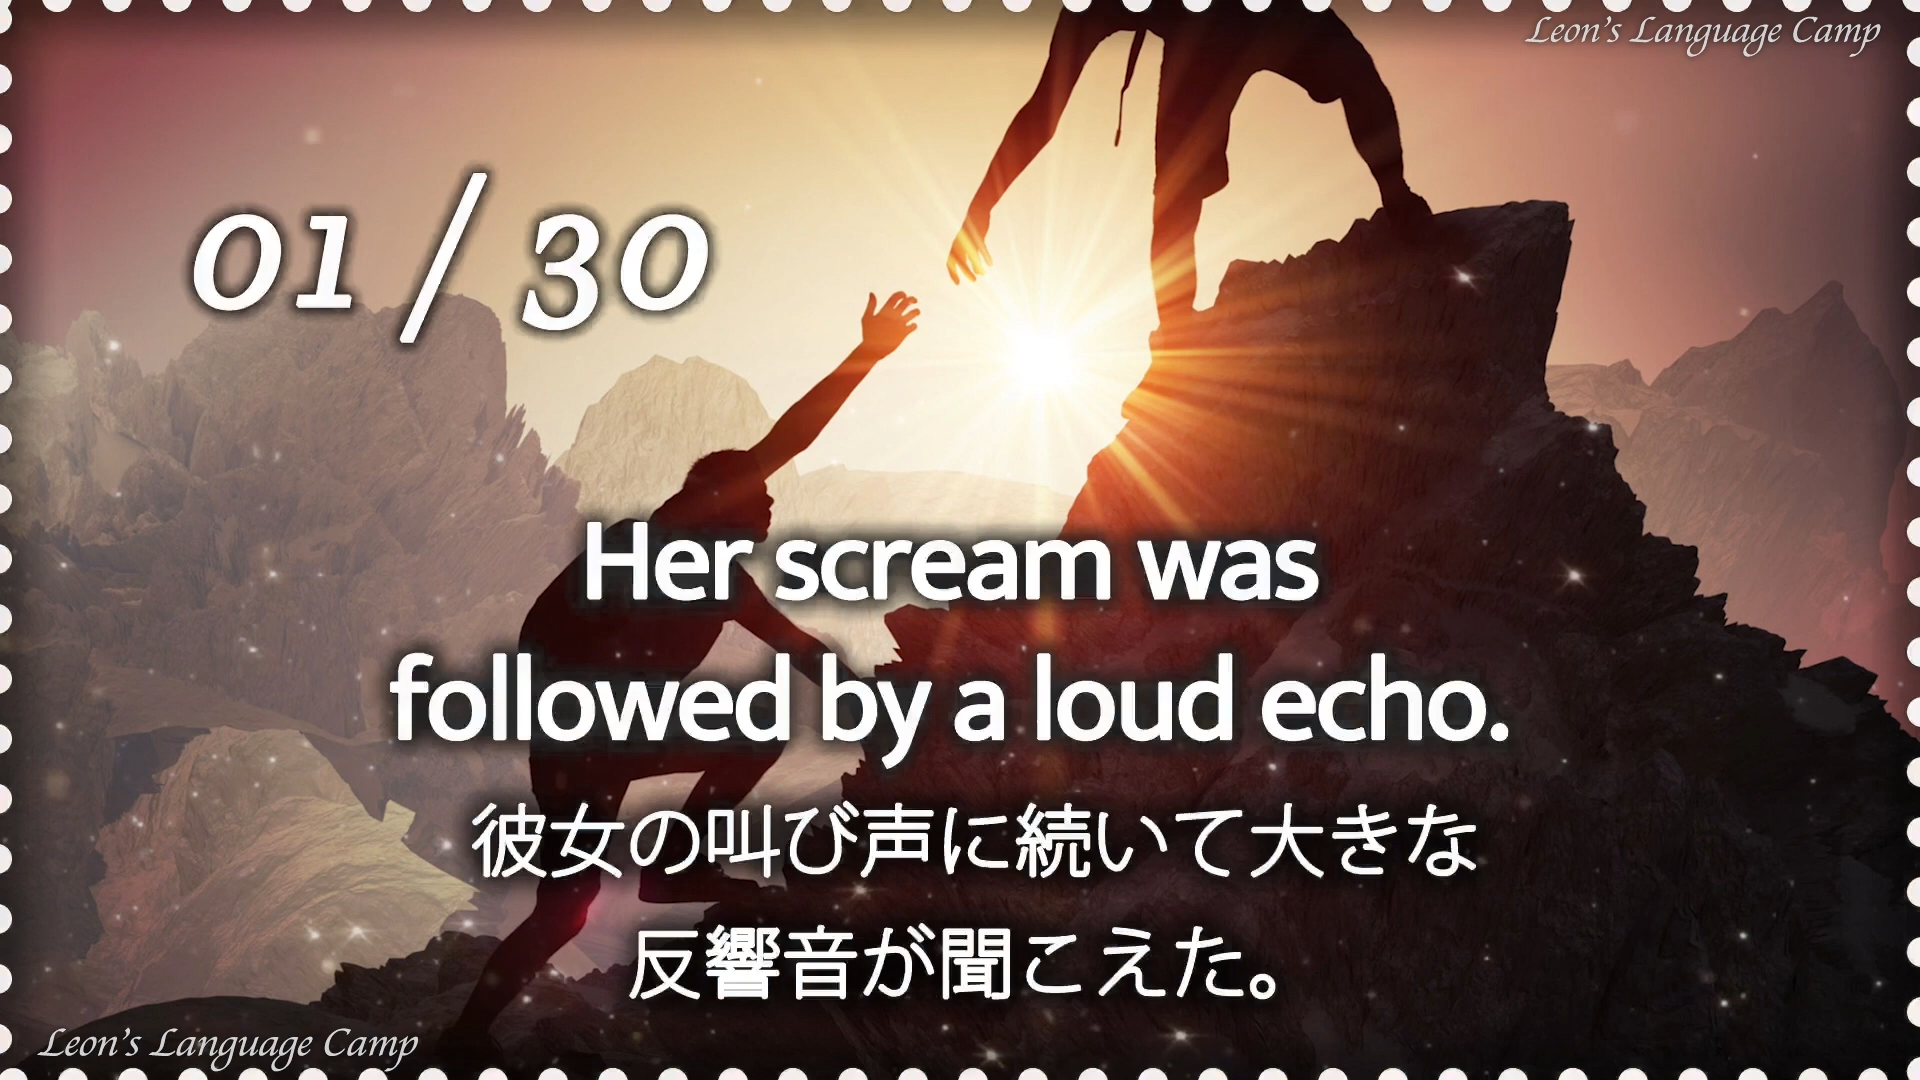 Leon's Language Camp
01 / 30
Her scream was
followed by a loud echo.
彼女の叫び声に続いて大きな
反響音が聞こえた。
Leon's Language Camp